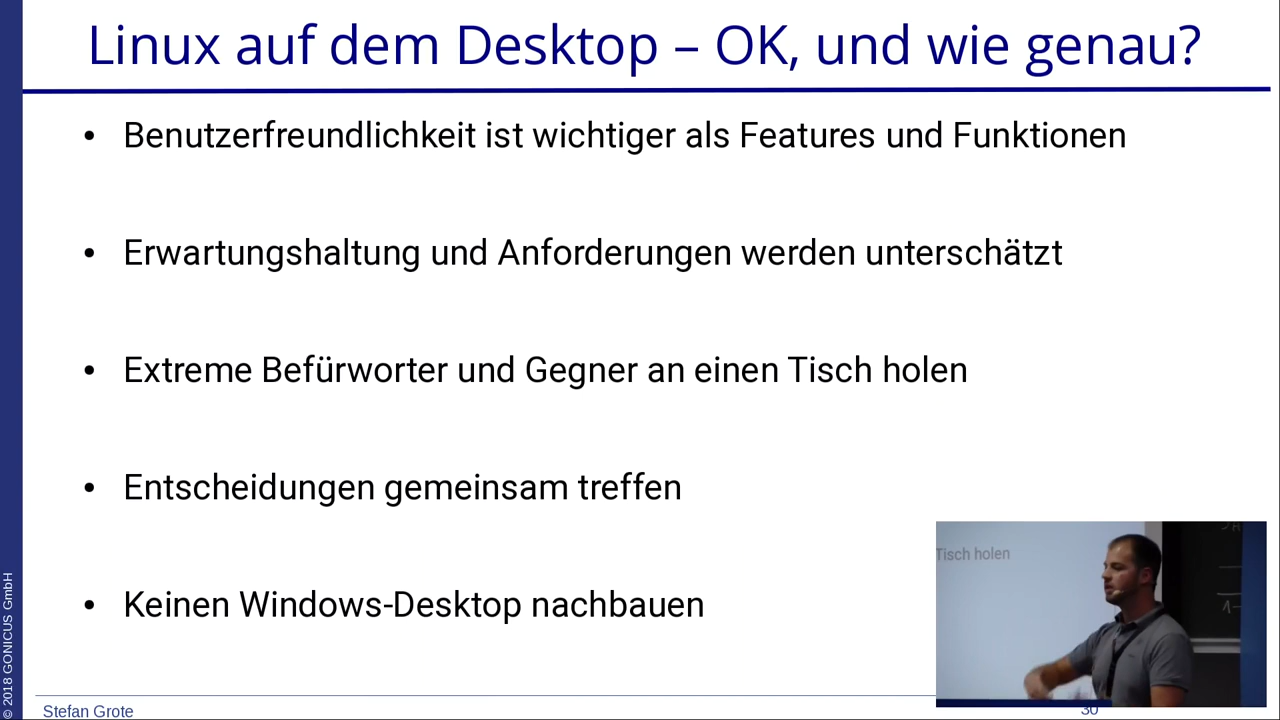 Linux auf dem Desktop – OK, und wie genau?
• Benutzerfreundlichkeit ist wichtiger als Features und Funktionen
• Erwartungshaltung und Anforderungen werden unterschätzt
• Extreme Befürworter und Gegner an einen Tisch holen
• Entscheidungen gemeinsam treffen
• Keinen Windows-Desktop nachbauen
Tisch holen
© 2018 GONICUS GmbH
Stefan Grote
30